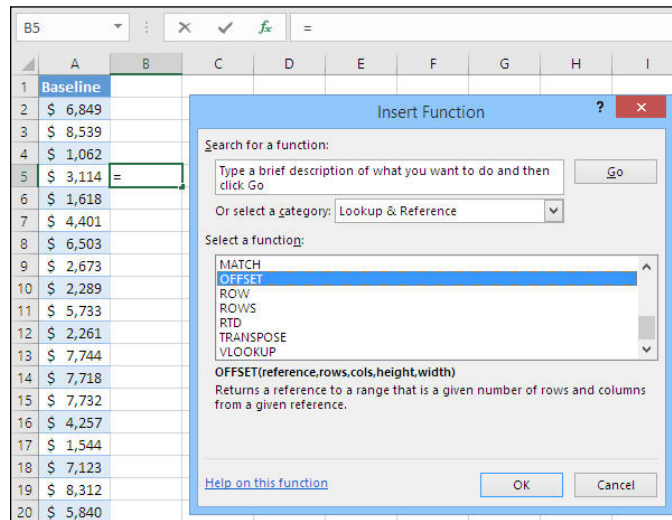 B5 fx =
A B C D E F G H I
1 Baseline
Insert Function ?
2 $ 6,849
3 $ 8,539
Search for a function:
4 $ 1,062
Type a brief description of what you want to do and then
click Go
Go
5 $ 3,114 =
6 $ 1,618
Or select a category: Lookup & Reference
7 $ 4,401
Select a function:
8 $ 6,503
MATCH
9 $ 2,673
OFFSET
10 $ 2,289
ROW
ROWS
11 $ 5,733
RTD
12 $ 2,261
TRANSPOSE
VLOOKUP
13 $ 7,744
OFFSET(reference,rows,cols,height,width)
14 $ 7,718
Returns a reference to a range that is a given number of rows and columns
from a given reference.
15 $ 7,732
16 $ 4,257
17 $ 1,544
18 $ 7,123
19 $ 8,312
Help on this function OK Cancel
20 $ 5,840